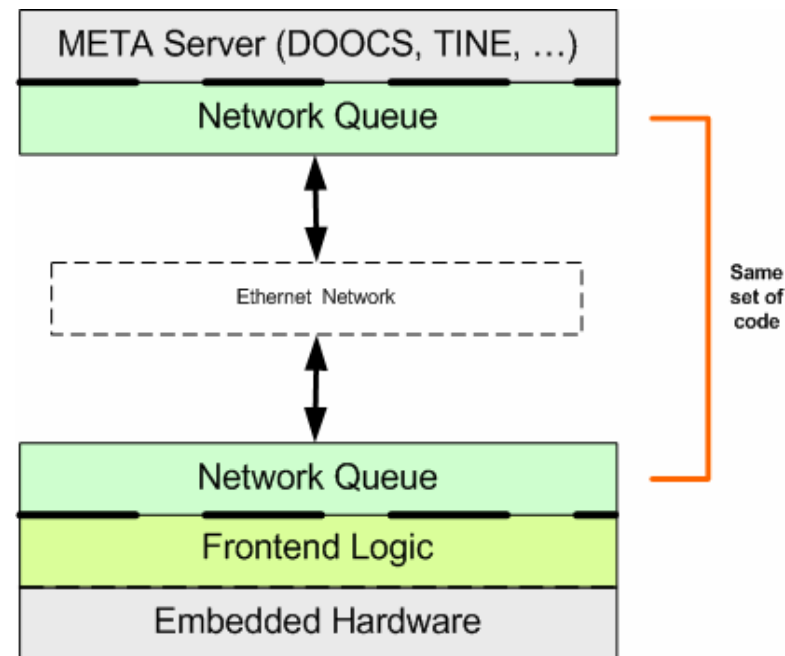 META Server (DOOCS, TINE, …)
Network Queue
Ethernet Network
Same
set of
code
Network Queue
Frontend Logic
Embedded Hardware